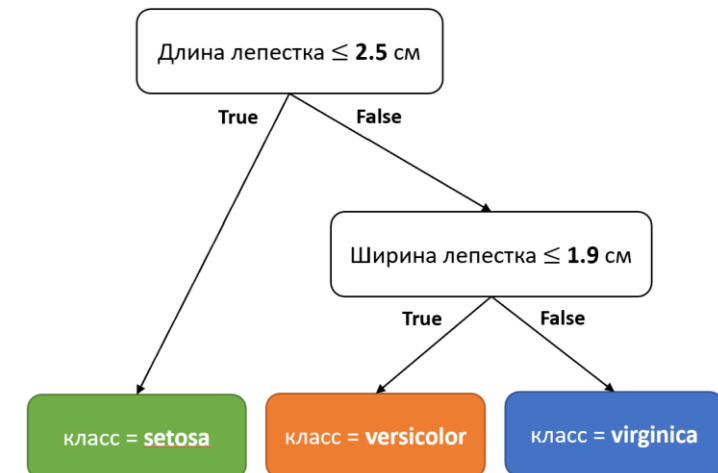 Длина лепестка ≤ 2.5 см
True
False
Ширина лепестка ≤ 1.9 см
True
False
класс = setosa
класс = versicolor
класс = virginica